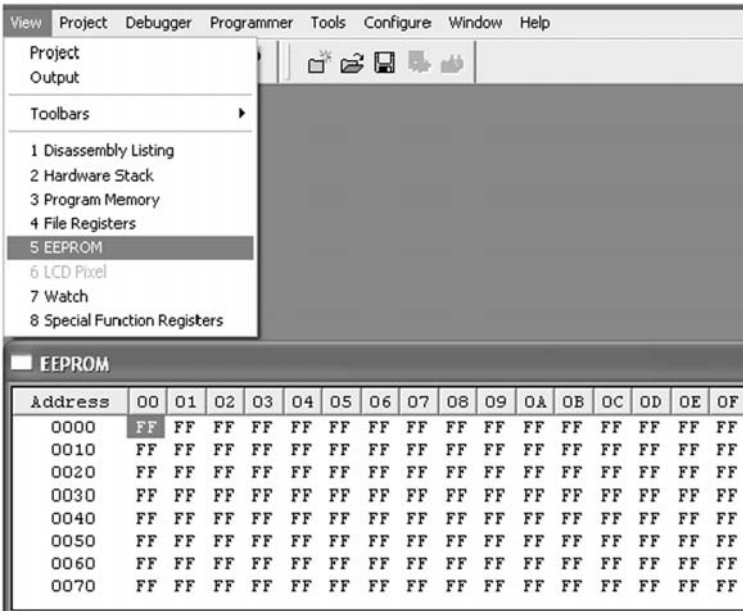 View Project Debugger Programmer Tools Configure Window Help
Project
Output
Toolbars
1 Disassembly Listing
2 Hardware Stack
3 Program Memory
4 File Registers
5 EEPROM
6 LCD Pixel
7 Watch
8 Special Function Registers
EEPROM
Address 00 01 02 03 04 05 06 07 08 09 0A 0B 0C 0D 0E 0F
0000 FF FF FF FF FF FF FF FF FF FF FF FF FF FF FF FF
0010 FF FF FF FF FF FF FF FF FF FF FF FF FF FF FF FF
0020 FF FF FF FF FF FF FF FF FF FF FF FF FF FF FF FF
0030 FF FF FF FF FF FF FF FF FF FF FF FF FF FF FF FF
0040 FF FF FF FF FF FF FF FF FF FF FF FF FF FF FF FF
0050 FF FF FF FF FF FF FF FF FF FF FF FF FF FF FF FF
0060 FF FF FF FF FF FF FF FF FF FF FF FF FF FF FF FF
0070 FF FF FF FF FF FF FF FF FF FF FF FF FF FF FF FF